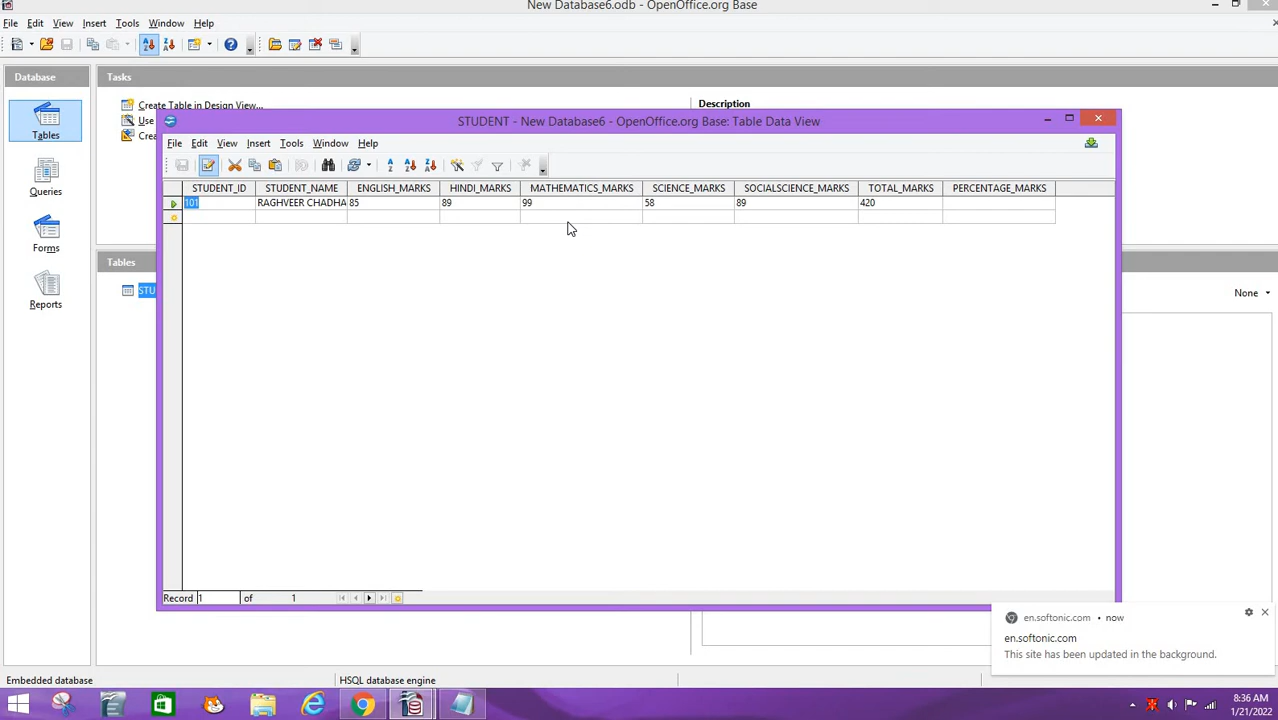 New Database6.odb - OpenOffice.org Base
File Edit View Insert Tools Window Help
Database
Tasks
Description
Create Table in Design View...
Use
Crea
Tables
Queries
Forms
Reports
Tables
STU
None
STUDENT - New Database6 - OpenOffice.org Base: Table Data View
File Edit View Insert Tools Window Help
STUDENT_ID STUDENT_NAME ENGLISH_MARKS HINDI_MARKS MATHEMATICS_MARKS SCIENCE_MARKS SOCIALSCIENCE_MARKS TOTAL_MARKS PERCENTAGE_MARKS
101 RAGHVEER CHADHA 85 89 99 58 89 420
Record 1 of 1
en.softonic.com • now
en.softonic.com
This site has been updated in the background.
Embedded database HSQL database engine
8:36 AM
1/21/2022